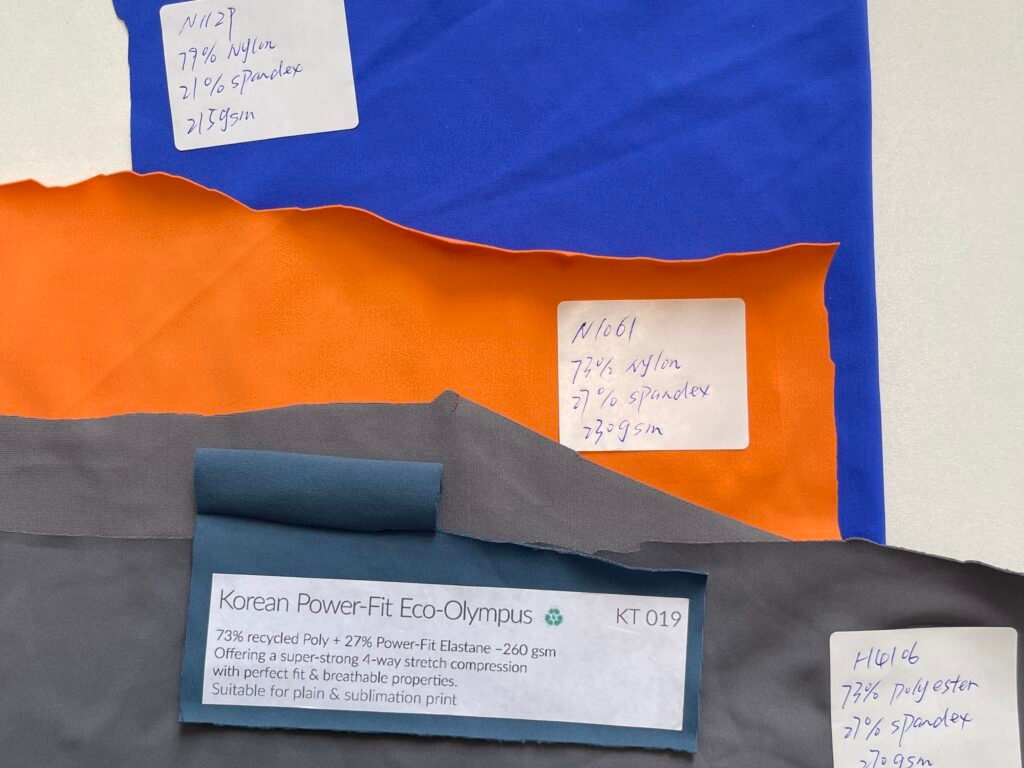 N112P
79% Nylon
21% spandex
215gsm
N1061
73% Nylon
27% spandex
230gsm
Korean Power-Fit Eco-Olympus
KT 019
73% recycled Poly + 27% Power-Fit Elastane –260 gsm
Offering a super-strong 4-way stretch compression
with perfect fit & breathable properties.
Suitable for plain & sublimation print
73% polyester
27% spandex
270gsm